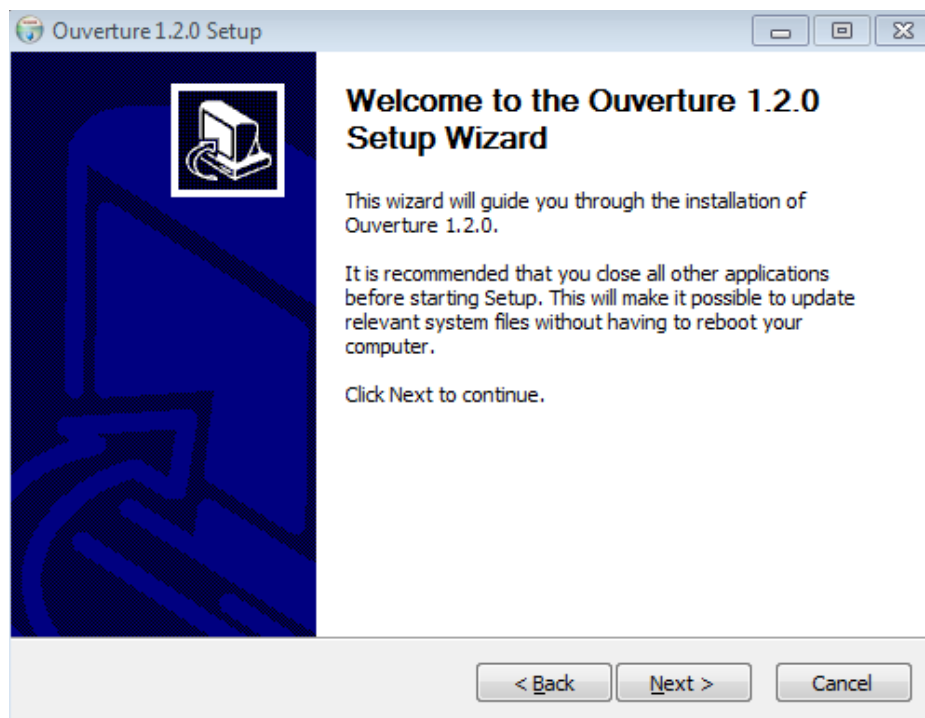 Ouverture 1.2.0 Setup
Welcome to the Ouverture 1.2.0
Setup Wizard
This wizard will guide you through the installation of
Ouverture 1.2.0.
It is recommended that you close all other applications
before starting Setup. This will make it possible to update
relevant system files without having to reboot your
computer.
Click Next to continue.
< Back
Next >
Cancel